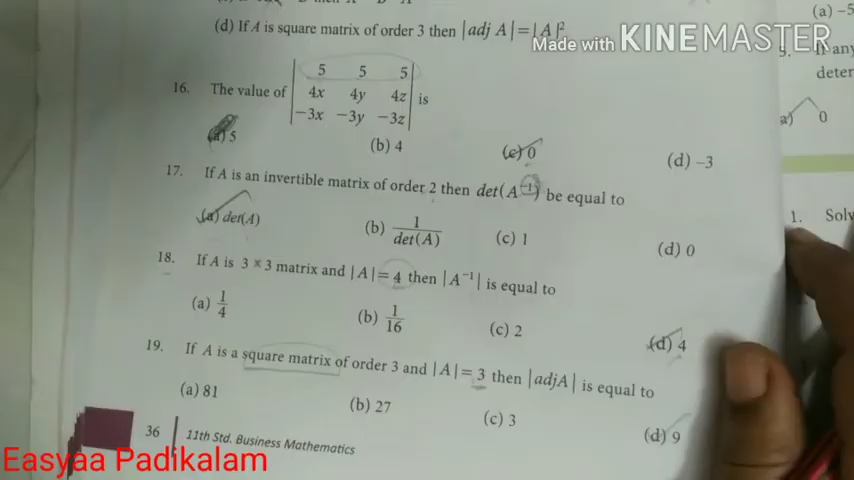 (d) If A is square matrix of order 3 then |adj A| = |A|²
Made with KINEMASTER
(a) –5
16. The value of | 5 5 5 | is
| 4x 4y 4z |
| −3x −3y −3z |
(a) 5 (b) 4 (c) 0 (d) –3
17. If A is an invertible matrix of order 2 then det(A⁻¹) be equal to
(a) det(A) (b) 1/det(A) (c) 1 (d) 0
18. If A is 3 × 3 matrix and |A| = 4 then |A⁻¹| is equal to
(a) 1/4 (b) 1/16 (c) 2 (d) 4
19. If A is a square matrix of order 3 and |A| = 3 then |adjA| is equal to
(a) 81 (b) 27 (c) 3 (d) 9
36 11th Std. Business Mathematics
Easyaa Padikalam
any
deter
a) 0
1. Solv